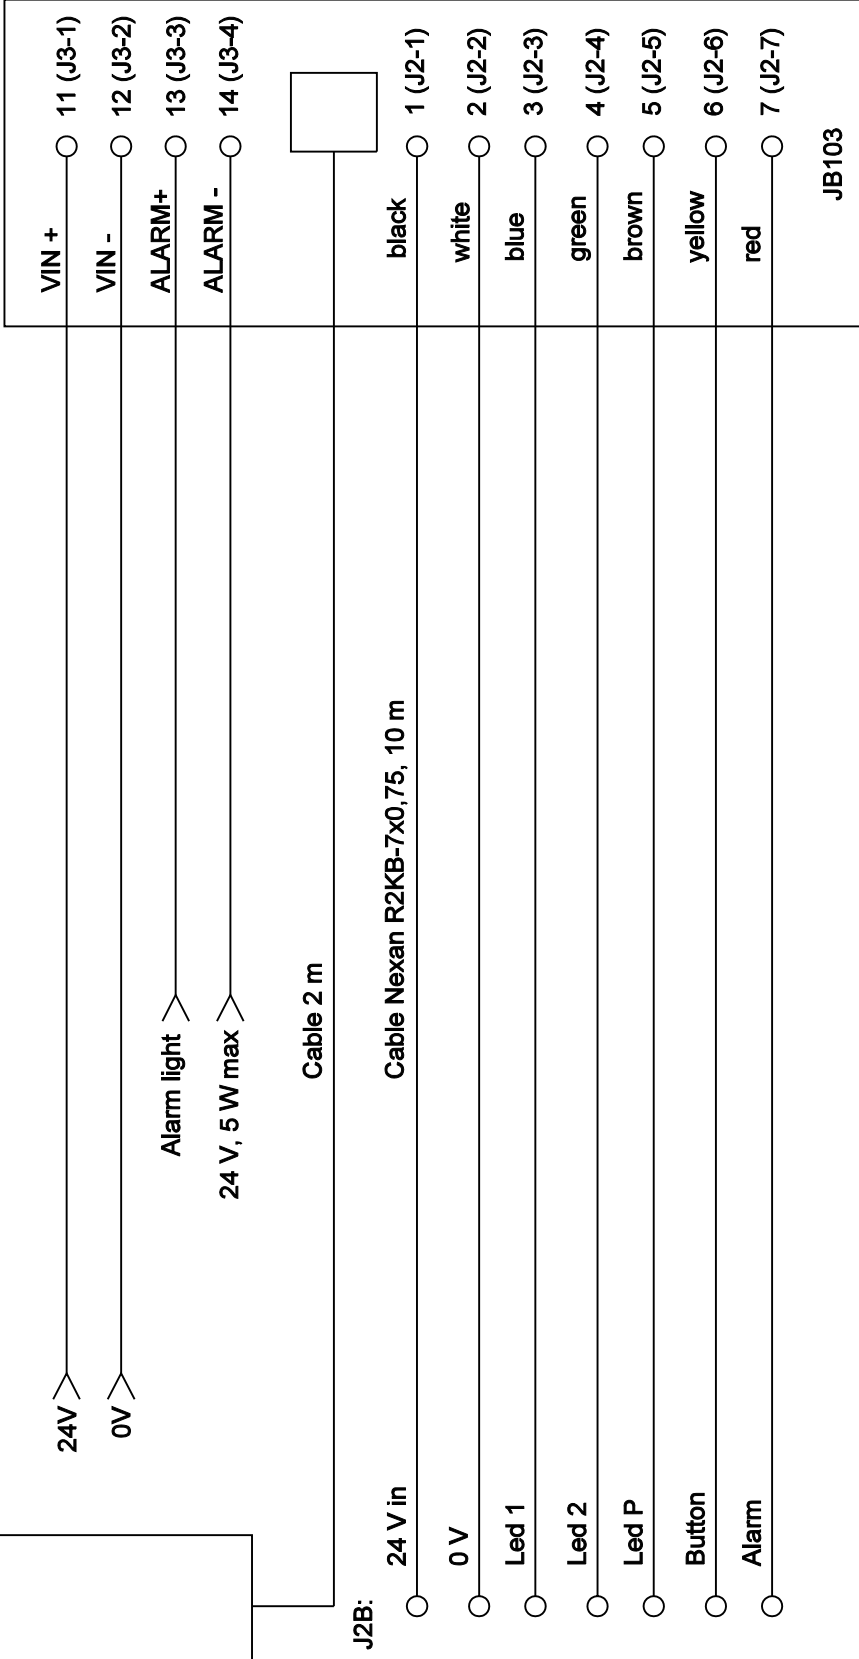 24V
VIN +
11 (J3-1)
0V
VIN -
12 (J3-2)
Alarm light
ALARM+
13 (J3-3)
24 V, 5 W max
ALARM -
14 (J3-4)
Cable 2 m
J2B:
Cable Nexan R2KB-7x0,75, 10 m
24 V in
black
1 (J2-1)
0 V
white
2 (J2-2)
Led 1
blue
3 (J2-3)
Led 2
green
4 (J2-4)
Led P
brown
5 (J2-5)
Button
yellow
6 (J2-6)
Alarm
red
7 (J2-7)
JB103